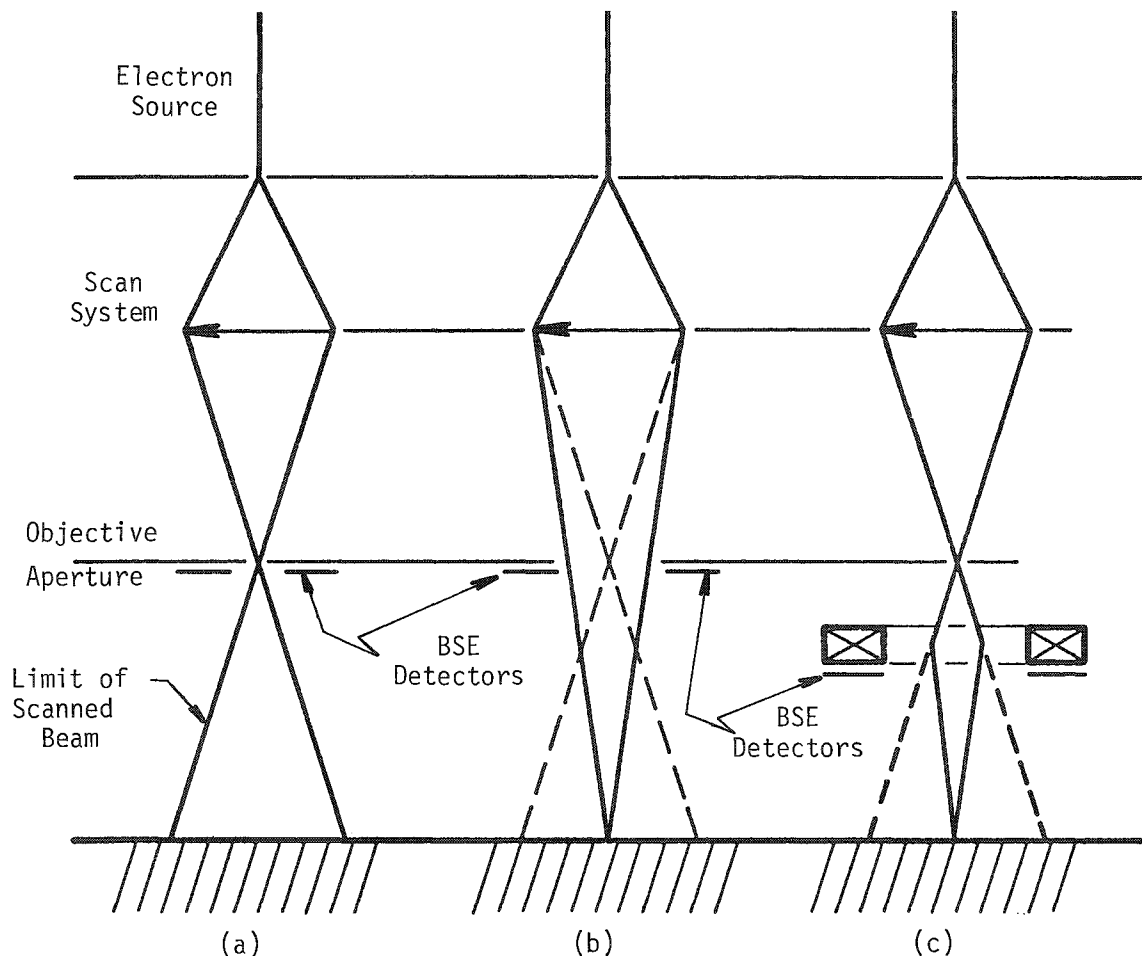 Electron
Source
Scan
System
Objective
Aperture
BSE
Detectors
Limit of
Scanned
Beam
BSE
Detectors
(a)
(b)
(c)